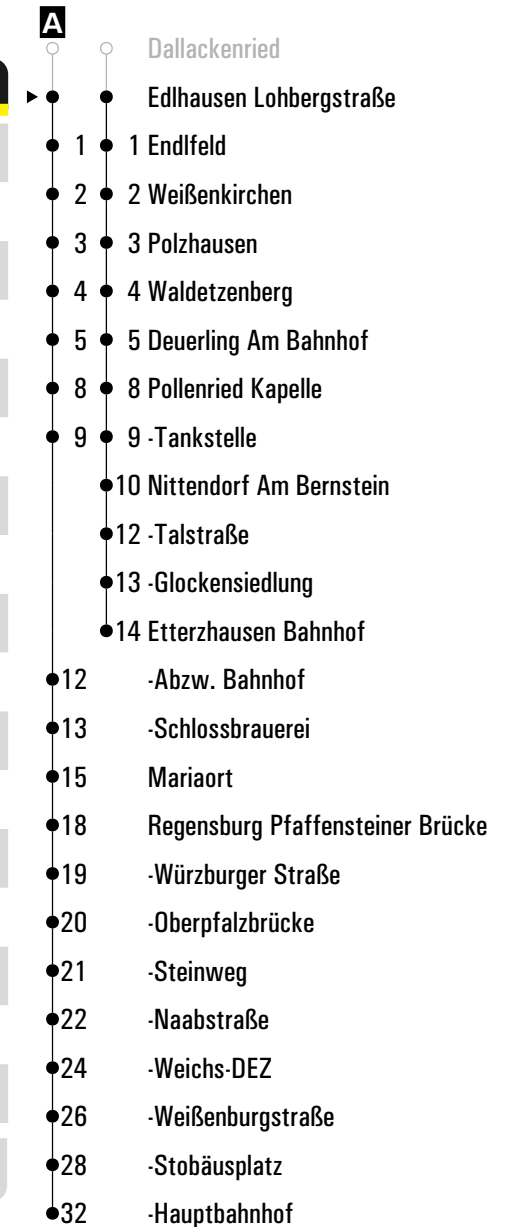 A
Dallackenried
Edlhausen Lohbergstraße
1 1 Endlfeld
2 2 Weißenkirchen
3 3 Polzhausen
4 4 Waldetzenberg
5 5 Deuerling Am Bahnhof
8 8 Pollenried Kapelle
9 9 -Tankstelle
10 Nittendorf Am Bernstein
12 -Talstraße
13 -Glockensiedlung
14 Etterzhausen Bahnhof
12 -Abzw. Bahnhof
13 -Schlossbrauerei
15 Mariaort
18 Regensburg Pfaffensteiner Brücke
19 -Würzburger Straße
20 -Oberpfalzbrücke
21 -Steinweg
22 -Naabstraße
24 -Weichs-DEZ
26 -Weißenburgstraße
28 -Stobäusplatz
32 -Hauptbahnhof